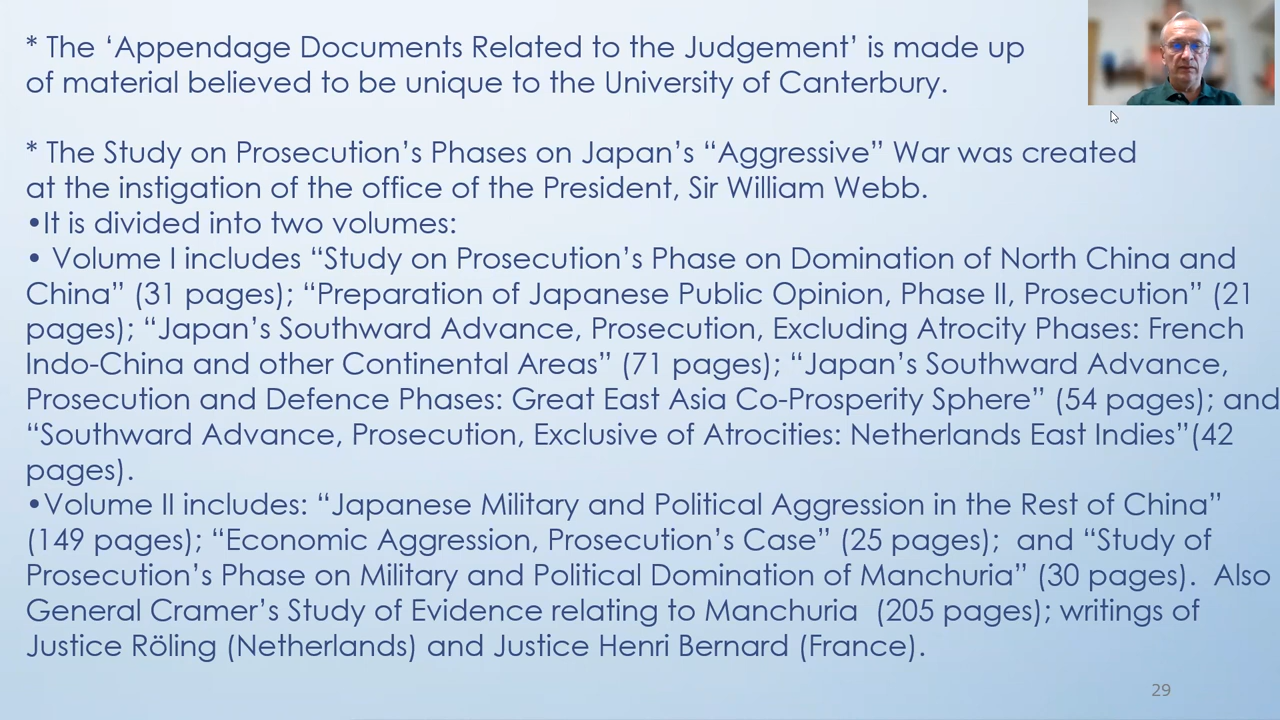 * The ‘Appendage Documents Related to the Judgement’ is made up
of material believed to be unique to the University of Canterbury.
* The Study on Prosecution’s Phases on Japan’s “Aggressive” War was created
at the instigation of the office of the President, Sir William Webb.
•It is divided into two volumes:
• Volume I includes “Study on Prosecution’s Phase on Domination of North China and
China” (31 pages); “Preparation of Japanese Public Opinion, Phase II, Prosecution” (21
pages); “Japan’s Southward Advance, Prosecution, Excluding Atrocity Phases: French
Indo-China and other Continental Areas” (71 pages); “Japan’s Southward Advance,
Prosecution and Defence Phases: Great East Asia Co-Prosperity Sphere” (54 pages); and
“Southward Advance, Prosecution, Exclusive of Atrocities: Netherlands East Indies”(42
pages).
•Volume II includes: “Japanese Military and Political Aggression in the Rest of China”
(149 pages); “Economic Aggression, Prosecution’s Case” (25 pages);  and “Study of
Prosecution’s Phase on Military and Political Domination of Manchuria” (30 pages).  Also
General Cramer’s Study of Evidence relating to Manchuria  (205 pages); writings of
Justice Röling (Netherlands) and Justice Henri Bernard (France).
29